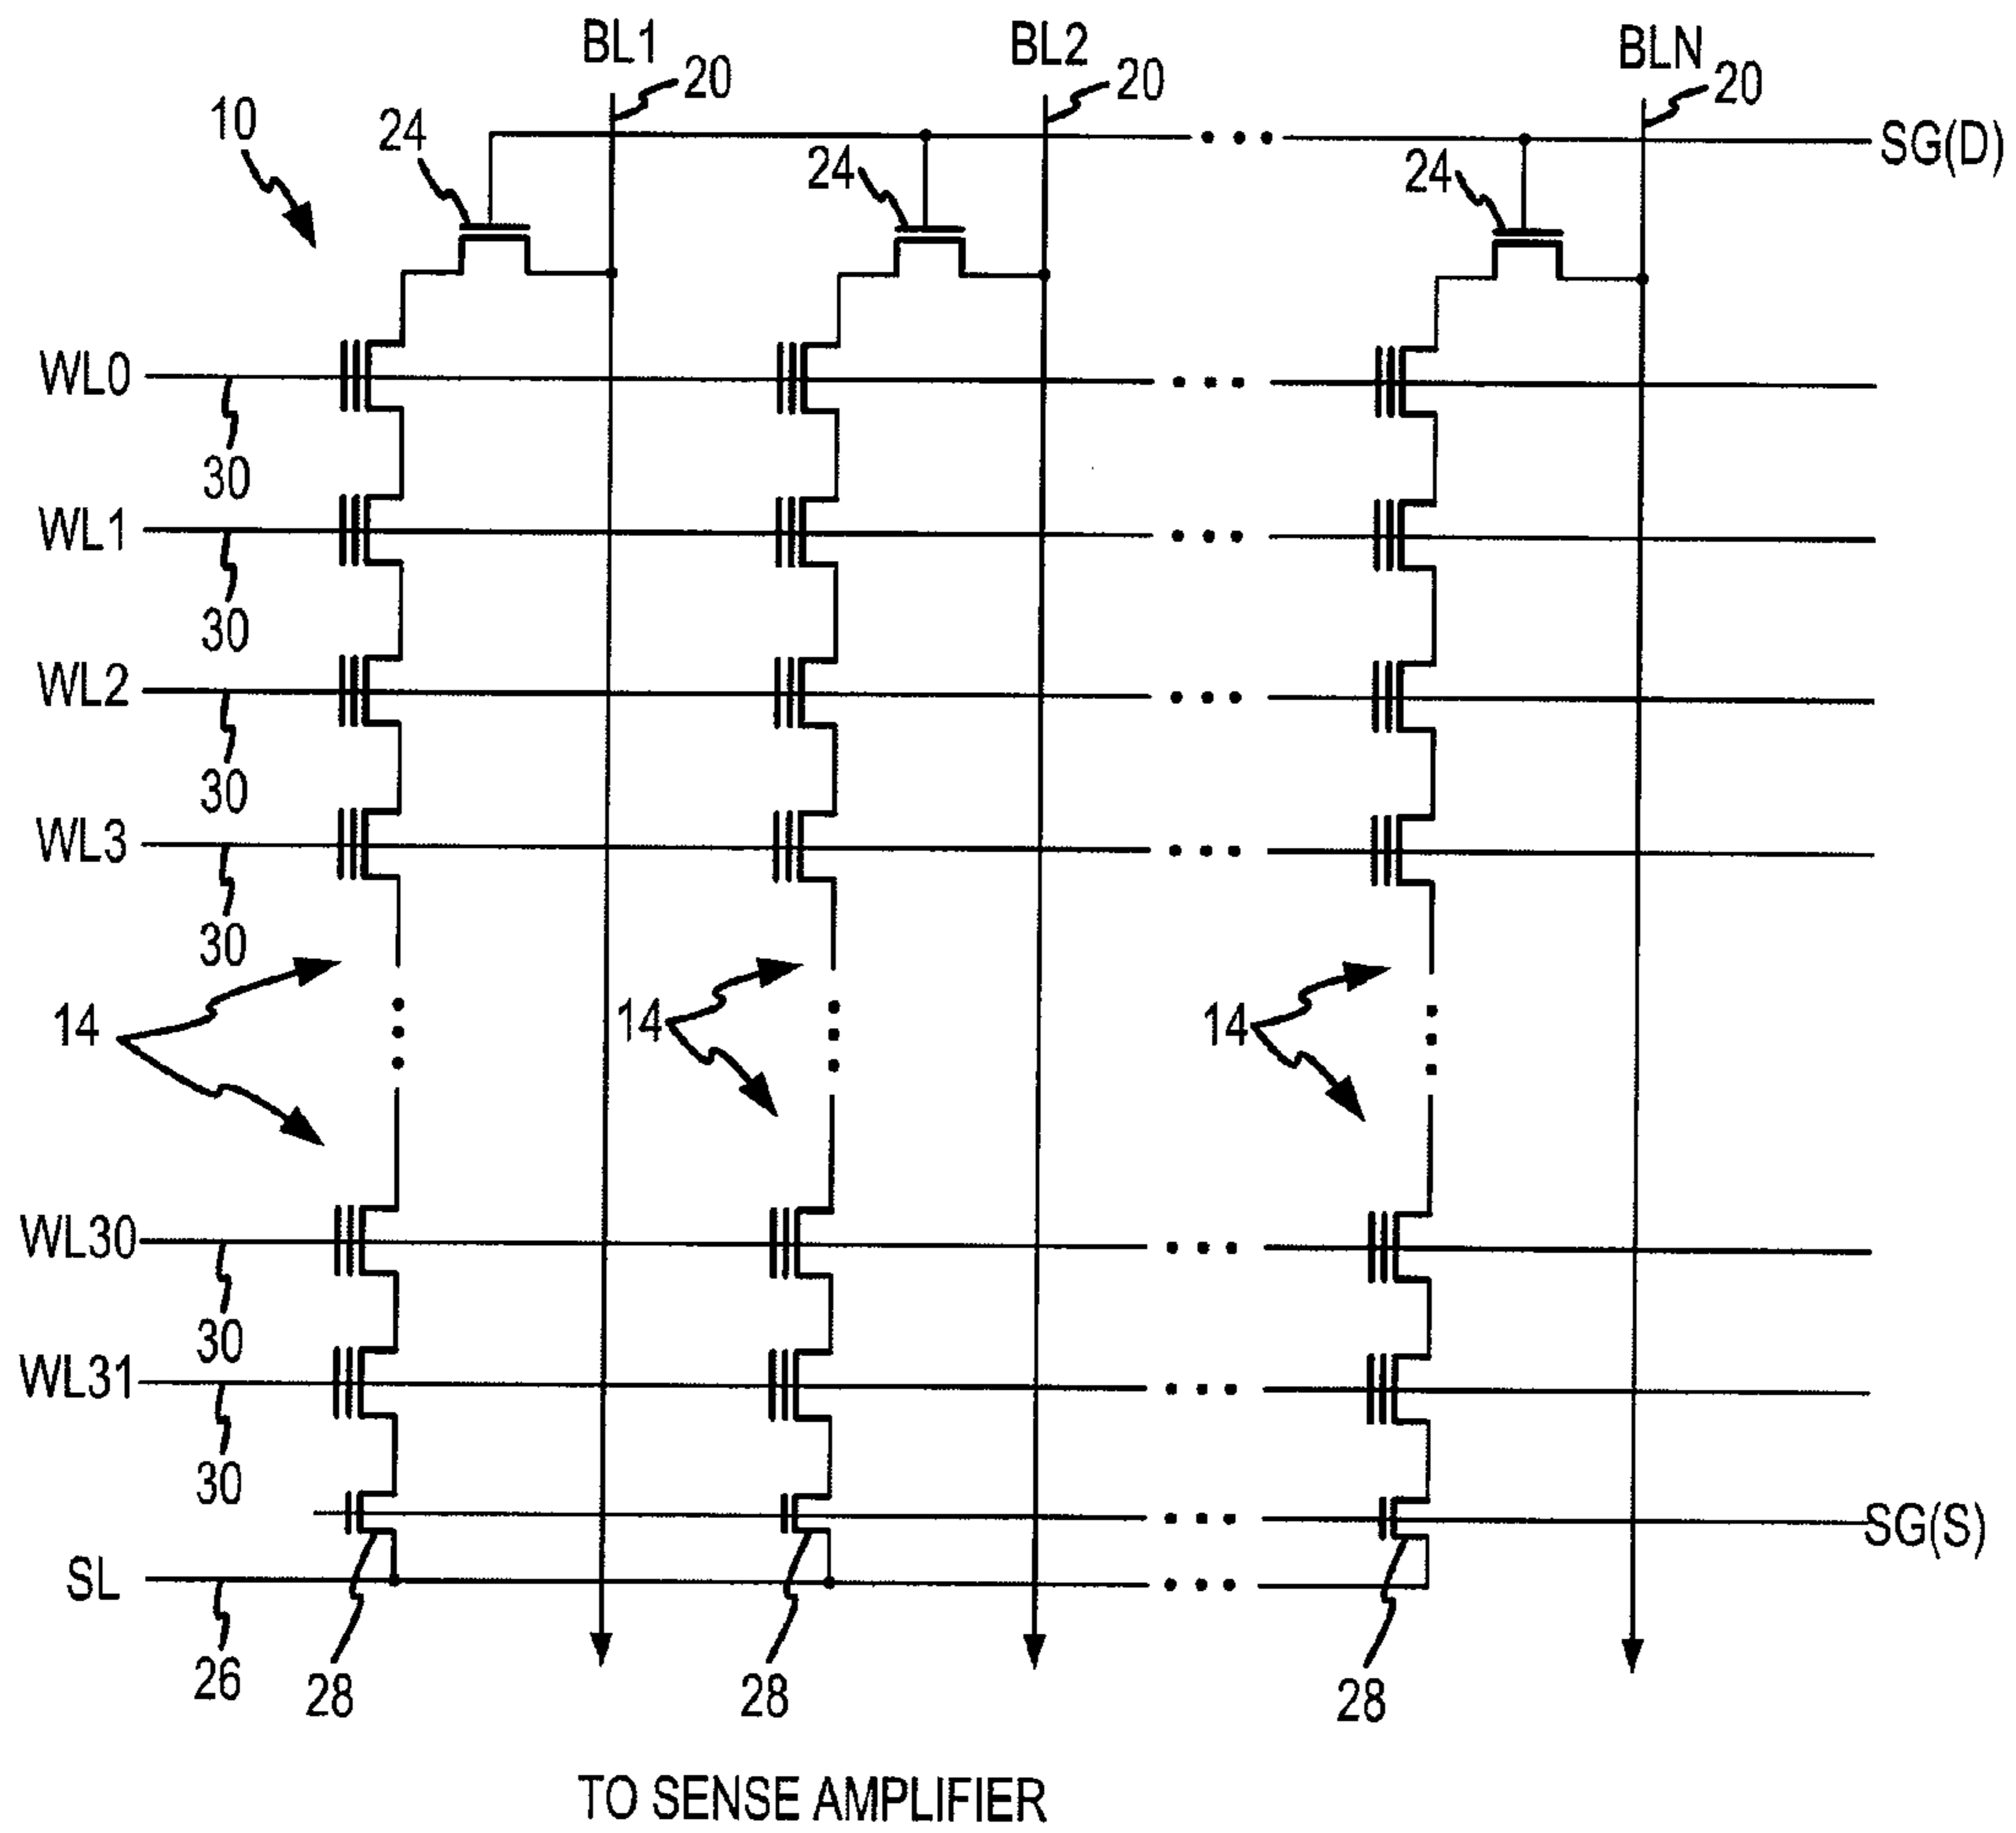 BL1
BL2
BLN
20
20
20
10
24
24
24
SG(D)
WL0
30
WL1
30
WL2
30
WL3
30
14
14
14
WL30
30
WL31
30
SG(S)
SL
26
28
28
28
TO SENSE AMPLIFIER